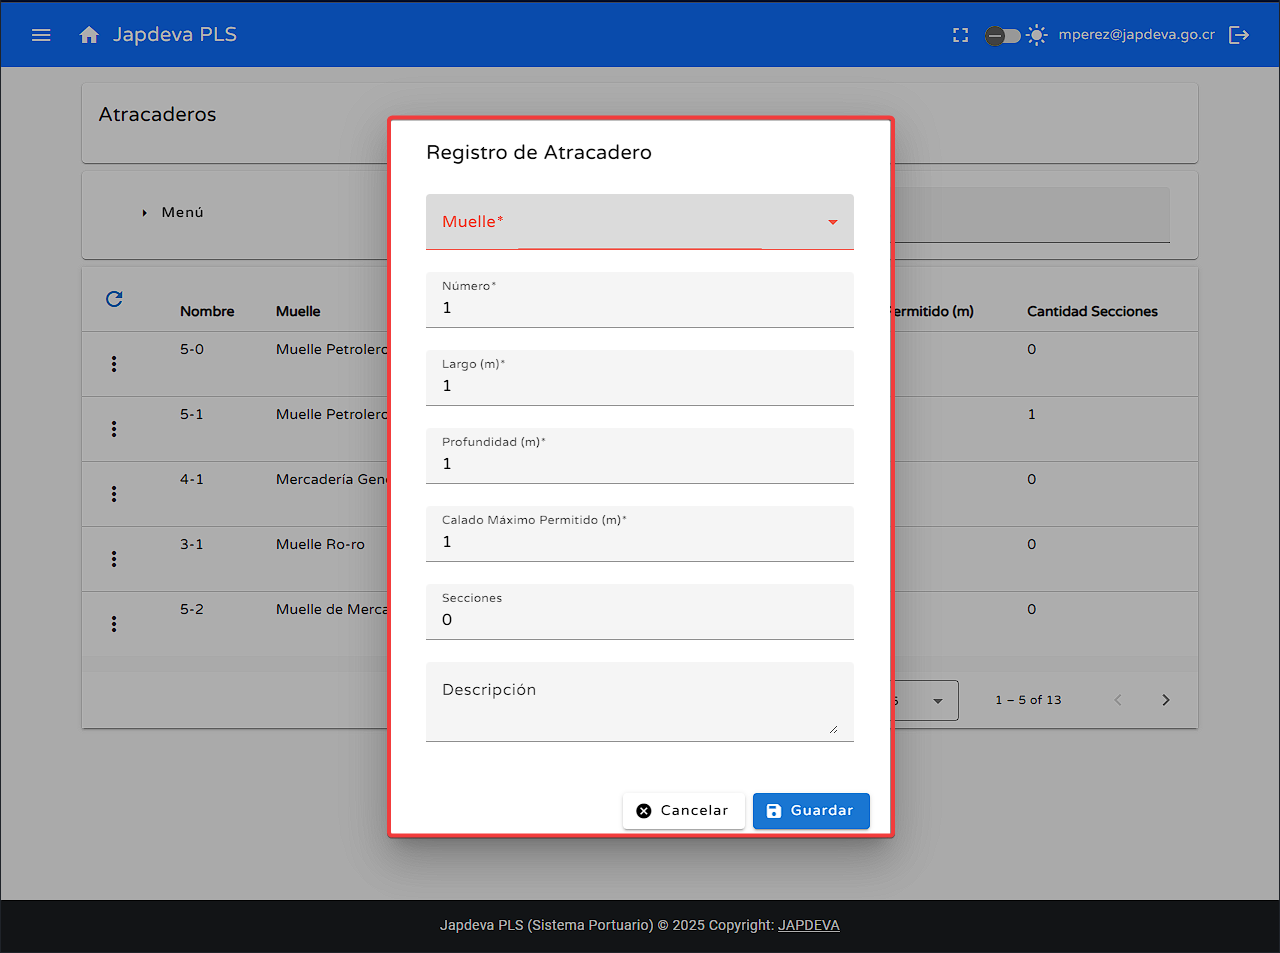 Japdeva PLS
mperez@japdeva.go.cr
Atracaderos
Menú
Nombre Muelle ermitido (m) Cantidad Secciones
5-0 Muelle Petrolero 0
5-1 Muelle Petrolero 1
4-1 Mercadería Gen 0
3-1 Muelle Ro-ro 0
5-2 Muelle de Merca 0
1 – 5 of 13
Registro de Atracadero
Muelle*
Número*
1
Largo (m)*
1
Profundidad (m)*
1
Calado Máximo Permitido (m)*
1
Secciones
0
Descripción
Cancelar Guardar
Japdeva PLS (Sistema Portuario) © 2025 Copyright: JAPDEVA